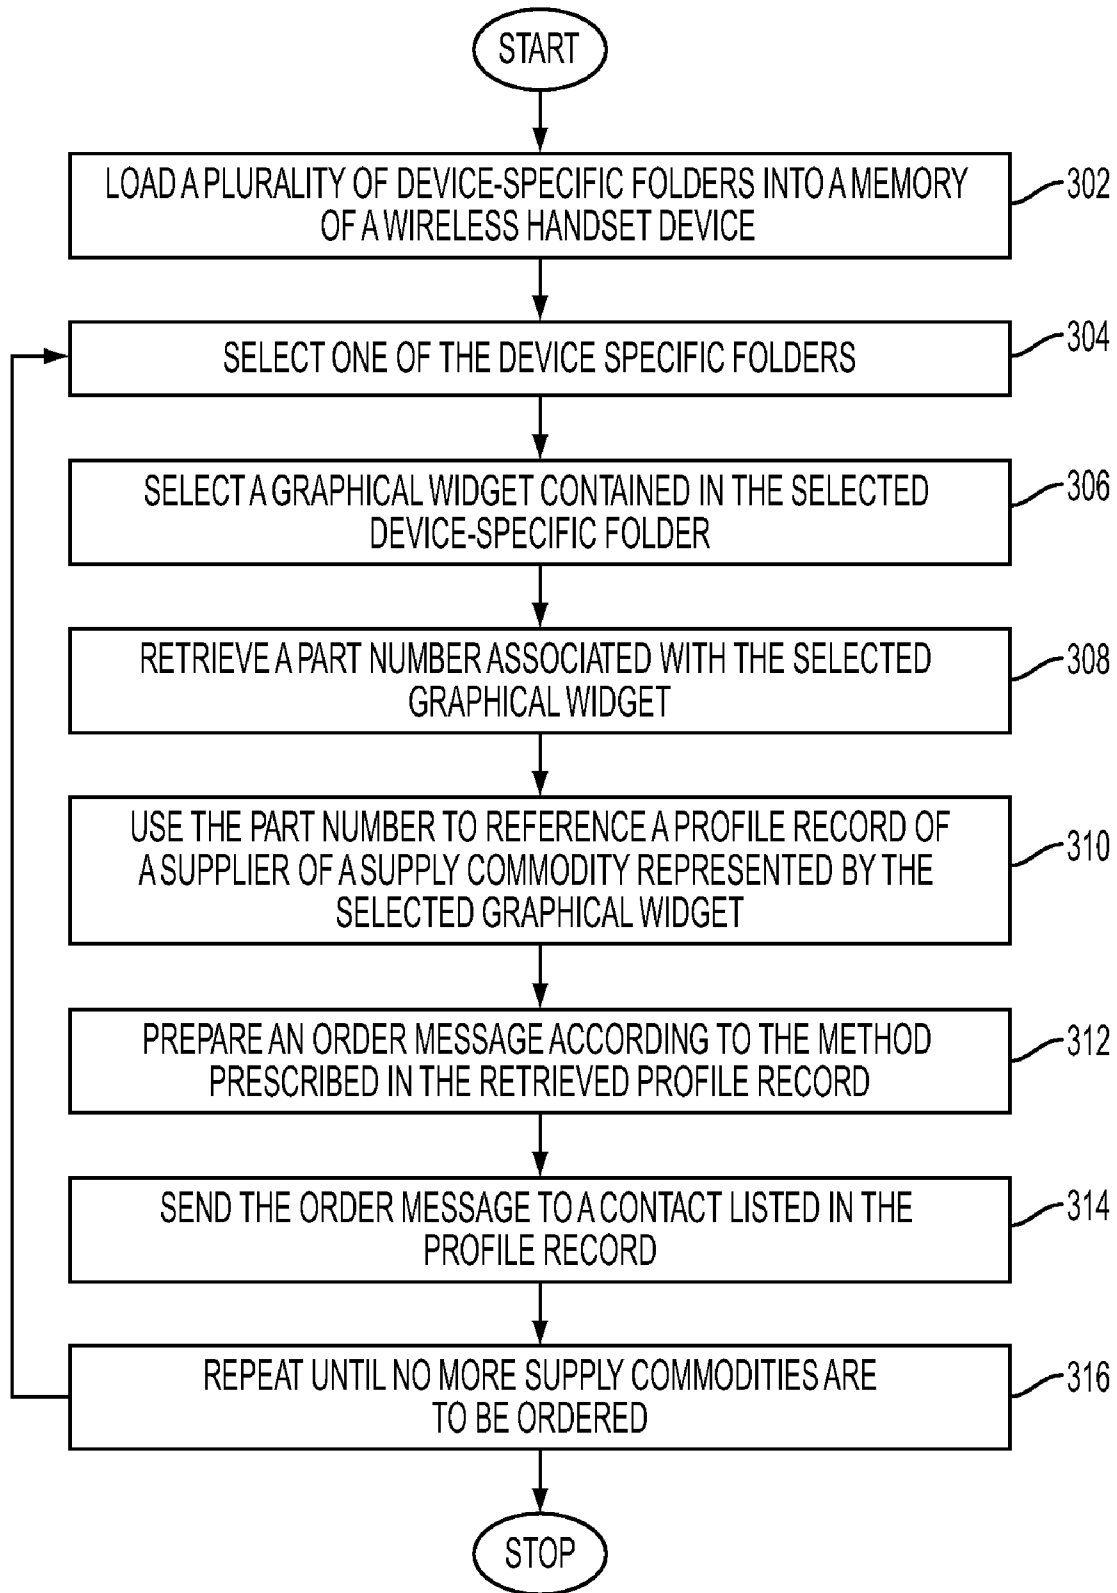 START
LOAD A PLURALITY OF DEVICE-SPECIFIC FOLDERS INTO A MEMORY
OF A WIRELESS HANDSET DEVICE
302
SELECT ONE OF THE DEVICE SPECIFIC FOLDERS
304
SELECT A GRAPHICAL WIDGET CONTAINED IN THE SELECTED
DEVICE-SPECIFIC FOLDER
306
RETRIEVE A PART NUMBER ASSOCIATED WITH THE SELECTED
GRAPHICAL WIDGET
308
USE THE PART NUMBER TO REFERENCE A PROFILE RECORD OF
A SUPPLIER OF A SUPPLY COMMODITY REPRESENTED BY THE
SELECTED GRAPHICAL WIDGET
310
PREPARE AN ORDER MESSAGE ACCORDING TO THE METHOD
PRESCRIBED IN THE RETRIEVED PROFILE RECORD
312
SEND THE ORDER MESSAGE TO A CONTACT LISTED IN THE
PROFILE RECORD
314
REPEAT UNTIL NO MORE SUPPLY COMMODITIES ARE
TO BE ORDERED
316
STOP